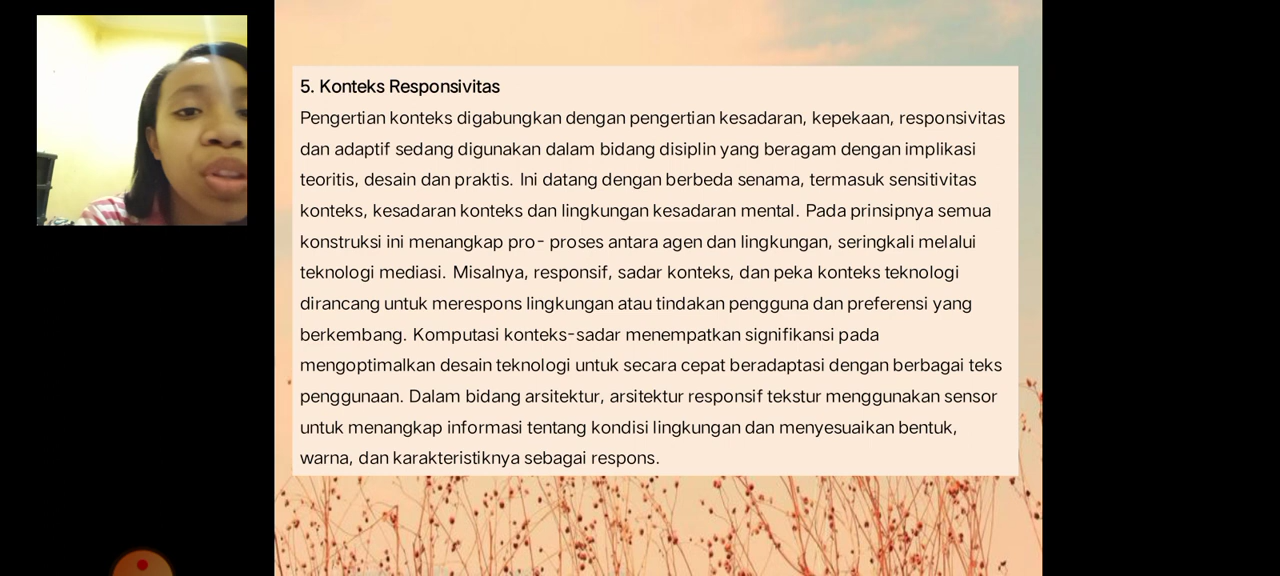 5. Konteks Responsivitas
Pengertian konteks digabungkan dengan pengertian kesadaran, kepekaan, responsivitas
dan adaptif sedang digunakan dalam bidang disiplin yang beragam dengan implikasi
teoritis, desain dan praktis. Ini datang dengan berbeda senama, termasuk sensitivitas
konteks, kesadaran konteks dan lingkungan kesadaran mental. Pada prinsipnya semua
konstruksi ini menangkap pro- proses antara agen dan lingkungan, seringkali melalui
teknologi mediasi. Misalnya, responsif, sadar konteks, dan peka konteks teknologi
dirancang untuk merespons lingkungan atau tindakan pengguna dan preferensi yang
berkembang. Komputasi konteks-sadar menempatkan signifikansi pada
mengoptimalkan desain teknologi untuk secara cepat beradaptasi dengan berbagai teks
penggunaan. Dalam bidang arsitektur, arsitektur responsif tekstur menggunakan sensor
untuk menangkap informasi tentang kondisi lingkungan dan menyesuaikan bentuk,
warna, dan karakteristiknya sebagai respons.